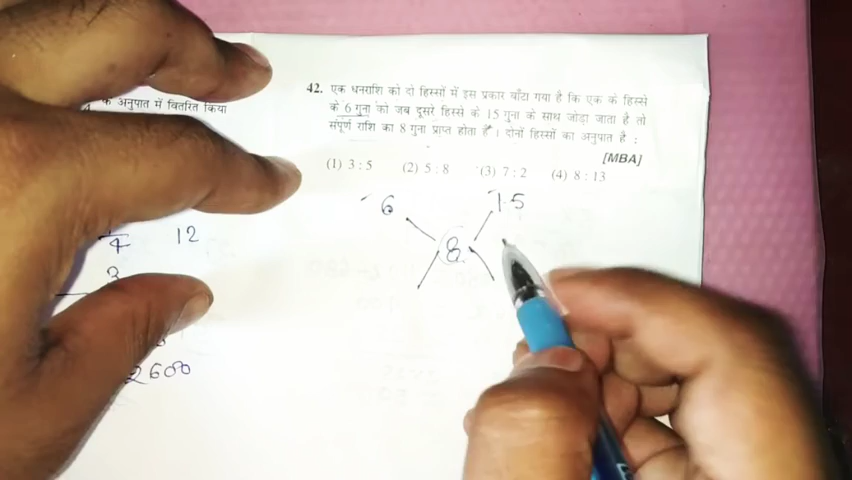 के अनुपात में वितरित किया
42. एक धनराशि को दो हिस्सों में इस प्रकार बाँटा गया है कि एक के हिस्से
के 6 गुना को जब दूसरे हिस्से के 15 गुना के साथ जोड़ा जाता है तो
संपूर्ण राशि का 8 गुना प्राप्त होता है। दोनों हिस्सों का अनुपात है :
[MBA]
(1) 3 : 5 (2) 5 : 8 (3) 7 : 2 (4) 8 : 13
6 15
8
4 12
3
2600